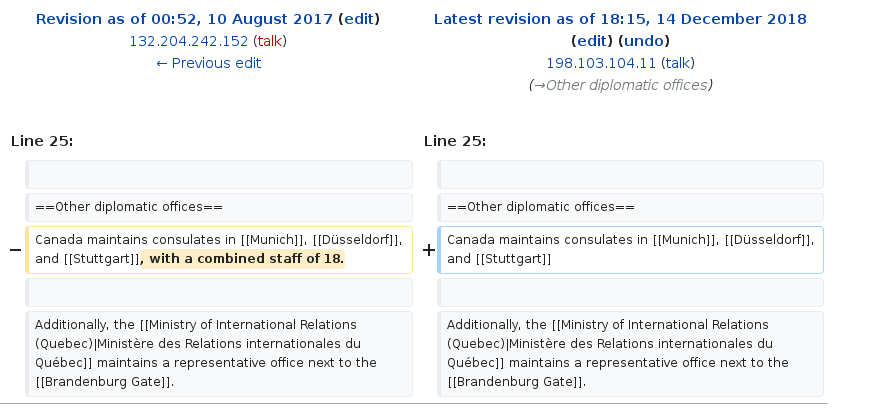 Revision as of 00:52, 10 August 2017 (edit)
132.204.242.152 (talk)
← Previous edit
Latest revision as of 18:15, 14 December 2018
(edit) (undo)
198.103.104.11 (talk)
(→Other diplomatic offices)
Line 25:
Line 25:
==Other diplomatic offices==
==Other diplomatic offices==
−
Canada maintains consulates in [[Munich]], [[Düsseldorf]],
and [[Stuttgart]], with a combined staff of 18.
+
Canada maintains consulates in [[Munich]], [[Düsseldorf]],
and [[Stuttgart]]
Additionally, the [[Ministry of International Relations
(Quebec)|Ministère des Relations internationales du
Québec]] maintains a representative office next to the
[[Brandenburg Gate]].
Additionally, the [[Ministry of International Relations
(Quebec)|Ministère des Relations internationales du
Québec]] maintains a representative office next to the
[[Brandenburg Gate]].